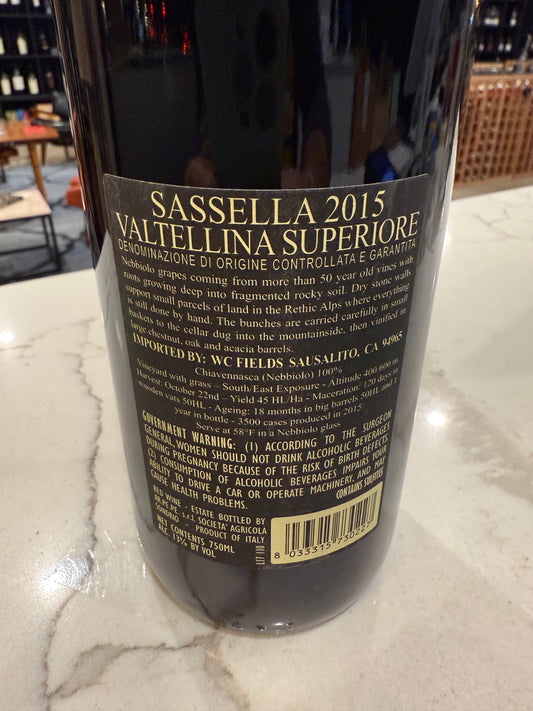 SASSELLA 2015
VALTELLINA SUPERIORE
DENOMINAZIONE DI ORIGINE CONTROLLATA E GARANTITA
Nebbiolo grapes coming from more than 50 year old vines with
roots growing deep into fragmented rocky soil. Dry stone walls
support small parcels of land in the Rethic Alps where everything
is still done by hand. The bunches are carried carefully in small
baskets to the cellar dug into the mountainside, then vinified in
large chestnut, oak and acacia barrels.
IMPORTED BY: WC FIELDS SAUSALITO, CA 94965
Chiavennasca (Nebbiolo) 100%
Vineyard with grass – South/East Exposure - Altitude 400/600 m
Harvest: October 22nd – Yield 45 HL/Ha - Maceration: 120 days in
wooden vats 50HL - Ageing: 18 months in big barrels 50HL and 1
year in bottle - 3500 cases produced in 2015
Serve at 58°F in a Nebbiolo glass
GOVERNMENT WARNING: (1) ACCORDING TO THE SURGEON
GENERAL, WOMEN SHOULD NOT DRINK ALCOHOLIC BEVERAGES
DURING PREGNANCY BECAUSE OF THE RISK OF BIRTH DEFECTS.
(2) CONSUMPTION OF ALCOHOLIC BEVERAGES IMPAIRS YOUR
ABILITY TO DRIVE A CAR OR OPERATE MACHINERY, AND MAY
CAUSE HEALTH PROBLEMS.
CONTAINS SULFITES
RED WINE - ESTATE BOTTLED BY
AR.PE.PE. s.r.l. SOCIETA' AGRICOLA
SONDRIO - PRODUCT OF ITALY
NET CONTENTS 750ML
ALC. 13% BY VOL